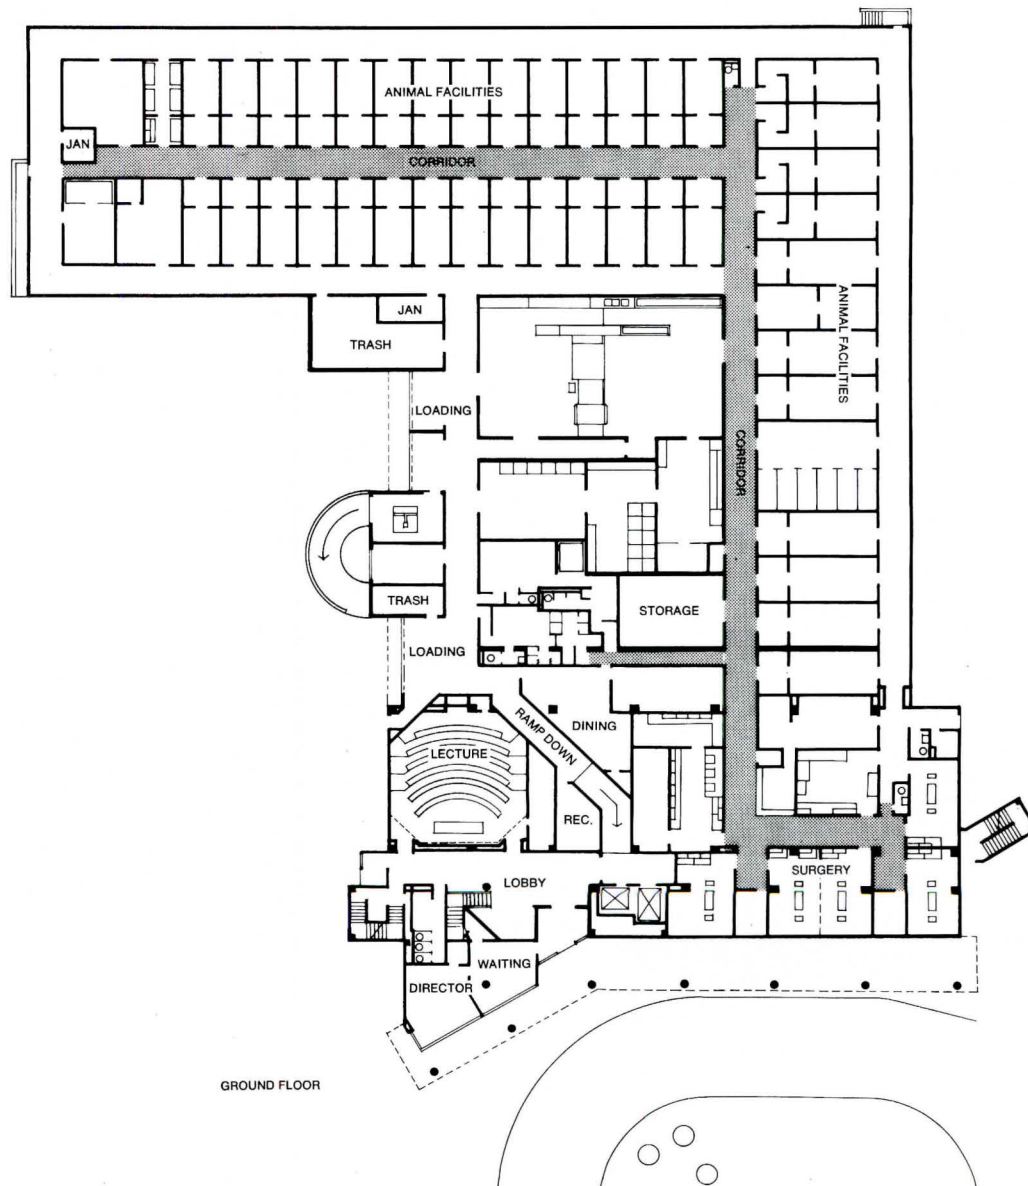 ANIMAL FACILITIES
JAN
CORRIDOR
JAN
TRASH
ANIMAL FACILITIES
LOADING
CORRIDOR
TRASH
STORAGE
LOADING
RAMP DOWN
DINING
LECTURE
REC.
SURGERY
LOBBY
WAITING
DIRECTOR
GROUND FLOOR